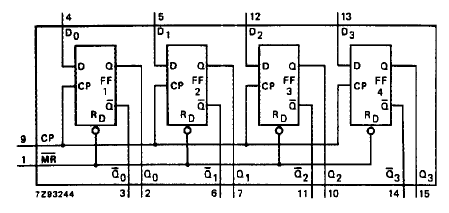 4 5 12 13
D0 D1 D2 D3
D Q D Q D Q D Q
FF FF FF FF
CP 1 CP 2 CP 3 CP 4
Q̅ Q̅ Q̅ Q̅
RD RD RD RD
9 CP
1 M̅R̅
Q̅0 Q0 Q̅1 Q1 Q̅2 Q2 Q̅3 Q3
7Z93244 3 2 6 7 11 10 14 15